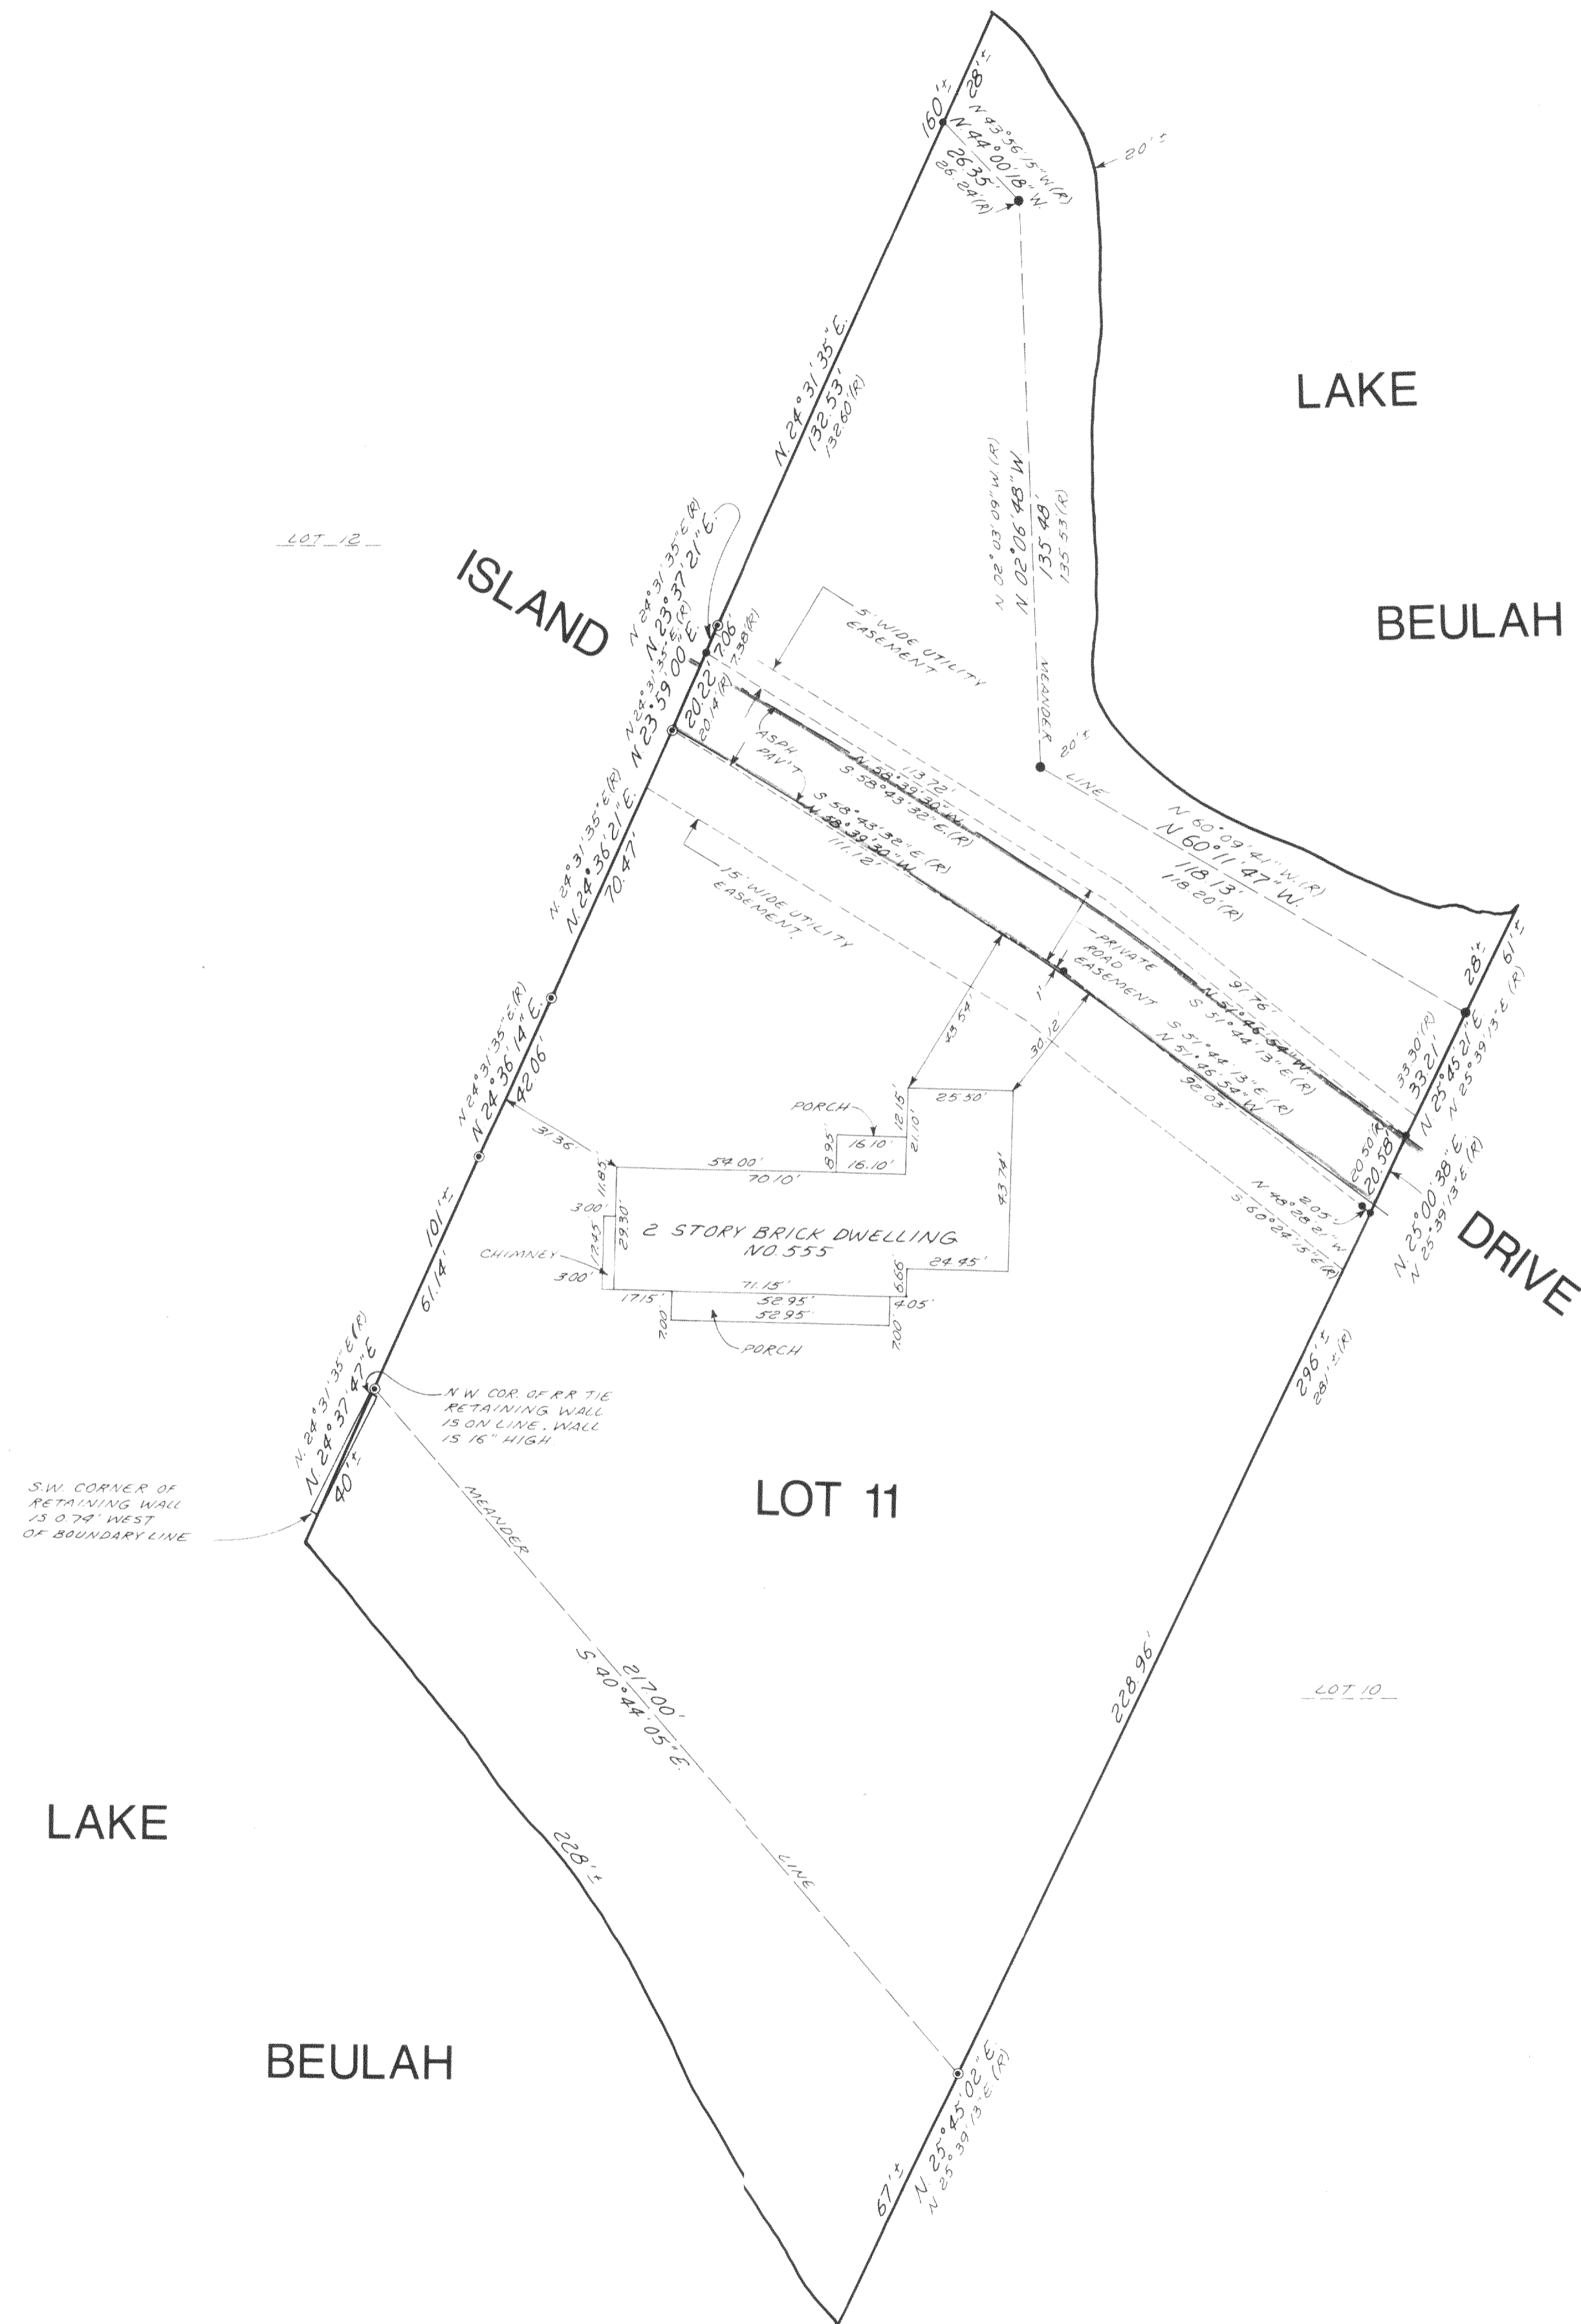 28'±
160'±
N 43°56'15" W (R)
N. 44°00'18" W.
26.35'
26.24'(R)
20'±
LAKE
N. 24°31'35" E.
132.53'
132.60'(R)
N 02°03'09" W. (R)
N 02°06'48" W
135.48'
135.53'(R)
LOT 12
ISLAND
BEULAH
N 24°31'35" E (R)
N 23°37'21" E.
7.06'
7.38'(R)
5' WIDE UTILITY
EASEMENT
MEANDER
20'±
LINE
N 24°31'35" E. (R)
N 23°59'00" E.
20.22'
20.14'(R)
ASPH
PAV'T
113.72'
N. 58°39'30" W.
S 58°43'32" E. (R)
S 58°43'32" E. (R)
N. 58°39'30" W.
111.12'
N 60°09'41" W. (R)
N 60°11'47" W.
118.13'
118.20'(R)
N. 24°31'35" E (R)
N. 24°36'21" E.
70.47'
15' WIDE UTILITY
EASEMENT.
PRIVATE
ROAD
EASEMENT
1'
91.76'
N 51°46'54" W.
S 51°44'13" E (R)
S 51°44'13" E. (R)
N 51°46'54" W.
92.03'
28'±
61'±
33.30'(R)
33.21'
N 25°45'21" E
N 25°39'13" E (R)
N 24°31'35" E. (R)
N 24°36'14" E.
42.06'
43.54'
30.12'
31.36'
PORCH
25.50'
12.15'
21.10'
8.95'
16.10'
16.10'
54.00'
70.10'
11.85'
3.00'
29.30'
17.45'
43.74'
2 STORY BRICK DWELLING
NO. 555
CHIMNEY
3.00'
24.45'
6.66'
71.15'
17.15'
52.95'
4.05'
52.95'
7.00'
7.00'
PORCH
20.50'(R)
20.58'
2.05'
N 48°28'21" W
S 60°24'15" E (R)
N. 25°00'38" E.
N 25°39'13" E (R)
DRIVE
101'±
61.14'
296'±
281'±(R)
N. 24°31'35" E (R)
N. 24°37'47" E
40'±
N W COR. OF RR TIE
RETAINING WALL
IS ON LINE. WALL
IS 16" HIGH
S.W. CORNER OF
RETAINING WALL
IS 0.74' WEST
OF BOUNDARY LINE
LOT 11
MEANDER
217.00'
S 40°44'05" E.
LINE
228.96'
LOT 10
LAKE
228'±
BEULAH
67'±
N. 25°45'02" E.
N 25°39'13" E (R)